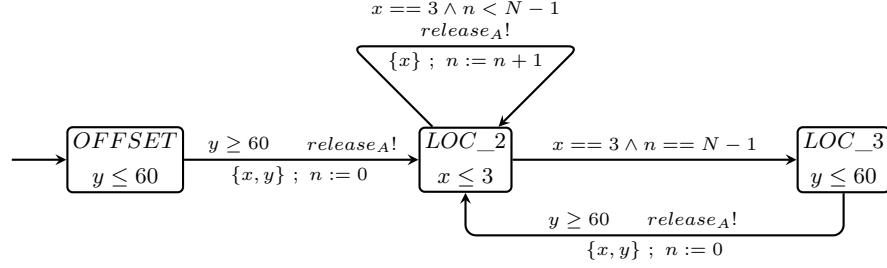 x == 3 ∧ n < N − 1
release_A!
{x} ; n := n + 1
OFFSET
y ≤ 60
y ≥ 60 release_A!
{x, y} ; n := 0
LOC_2
x ≤ 3
x == 3 ∧ n == N − 1
LOC_3
y ≤ 60
y ≥ 60 release_A!
{x, y} ; n := 0